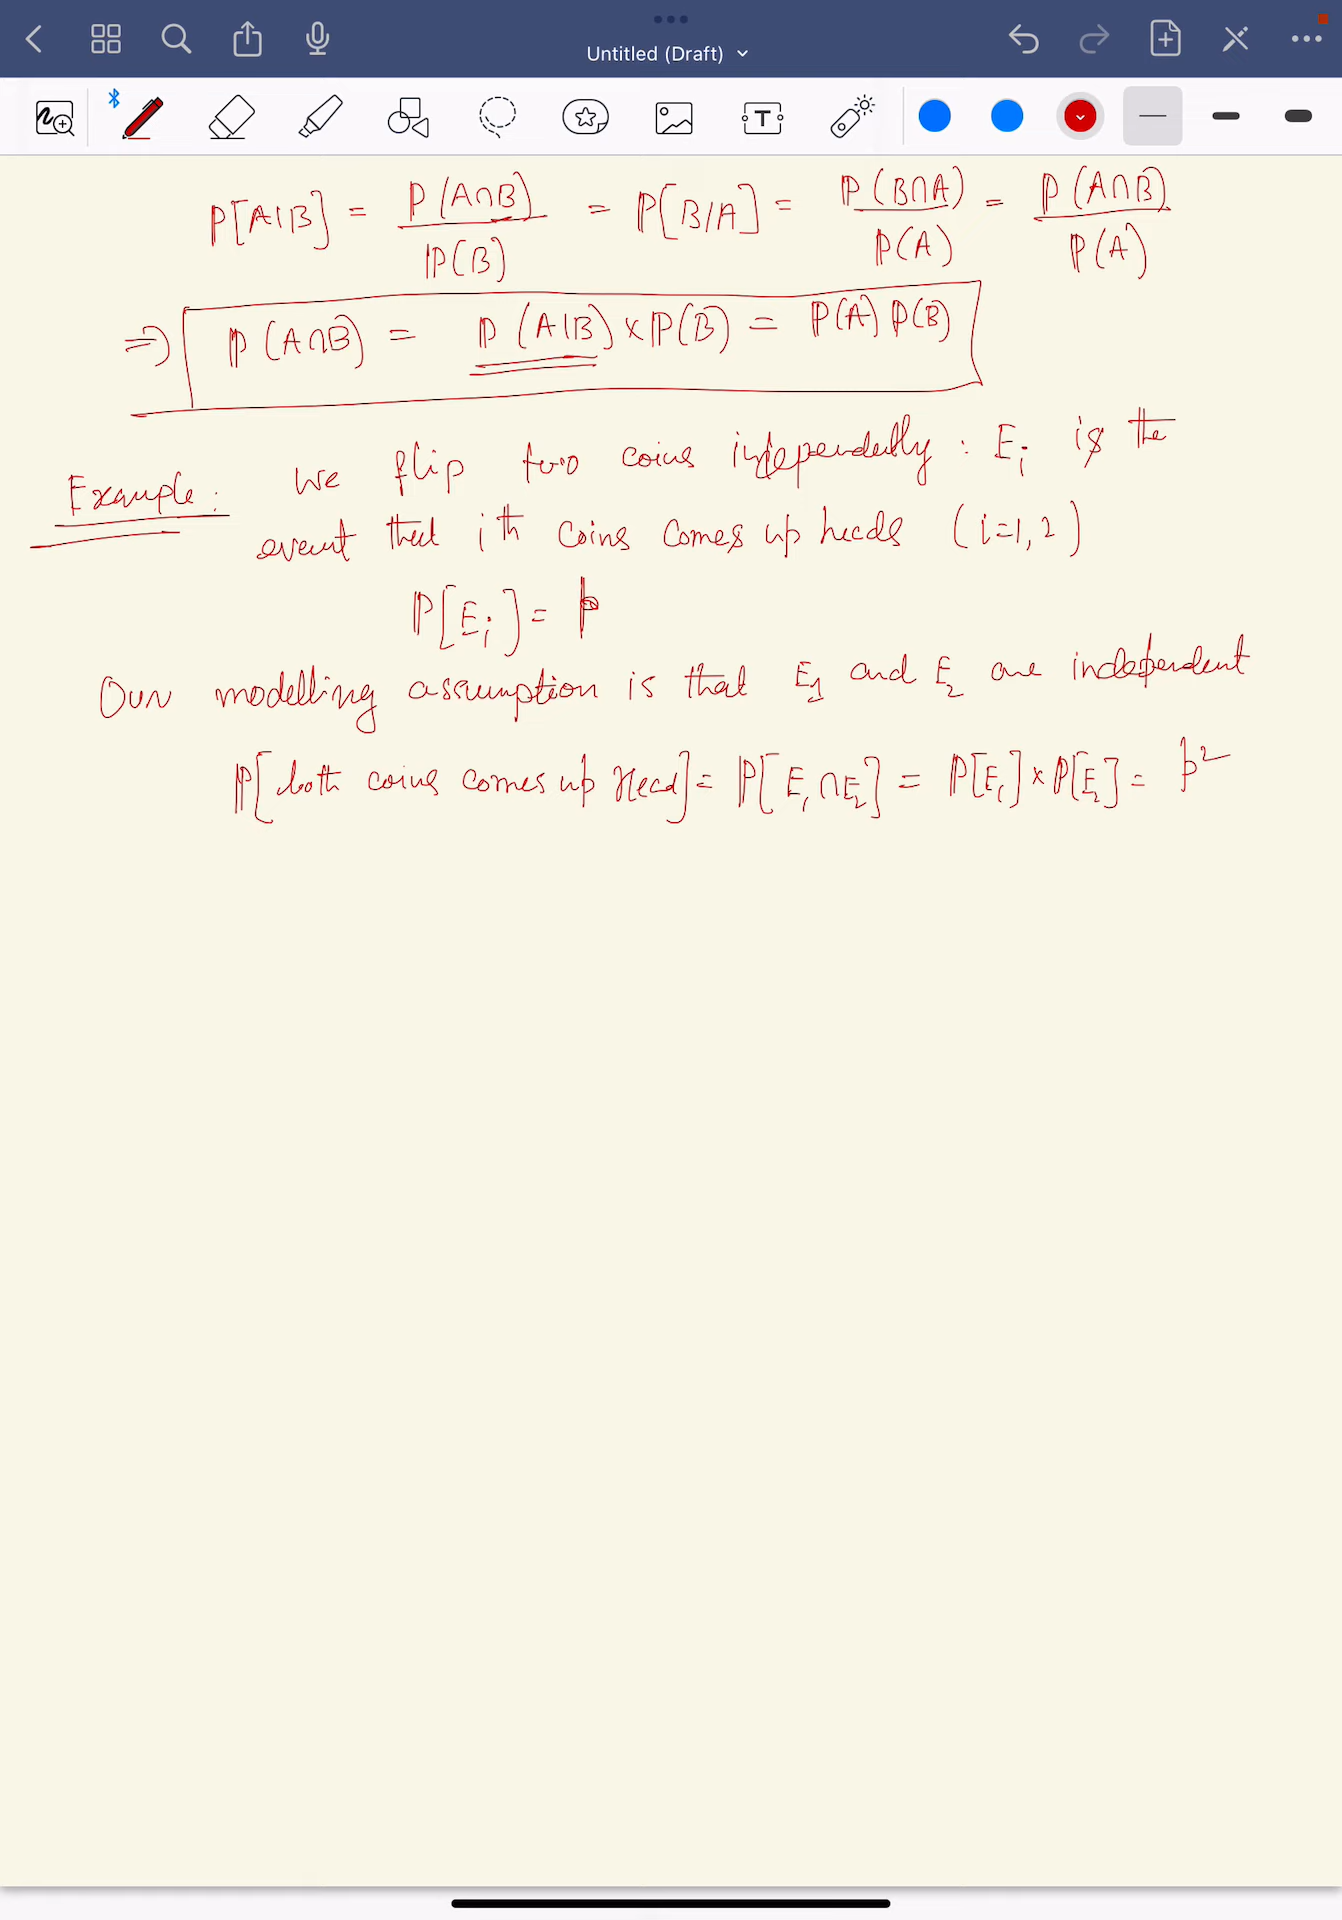 Untitled (Draft)
P[A|B] = P(A∩B)/P(B) = P[B/A] = P(B∩A)/P(A) = P(A∩B)/P(A)
=> P(A∩B) = P(A|B) × P(B) = P(A) P(B)
Example: We flip two coins independently : Ei is the
event that ith coins comes up heads (i=1,2)
P[Ei] = p
Our modelling assumption is that E1 and E2 are independent
P[both coins comes up Head] = P[E1∩E2] = P[E1] × P[E2] = p²